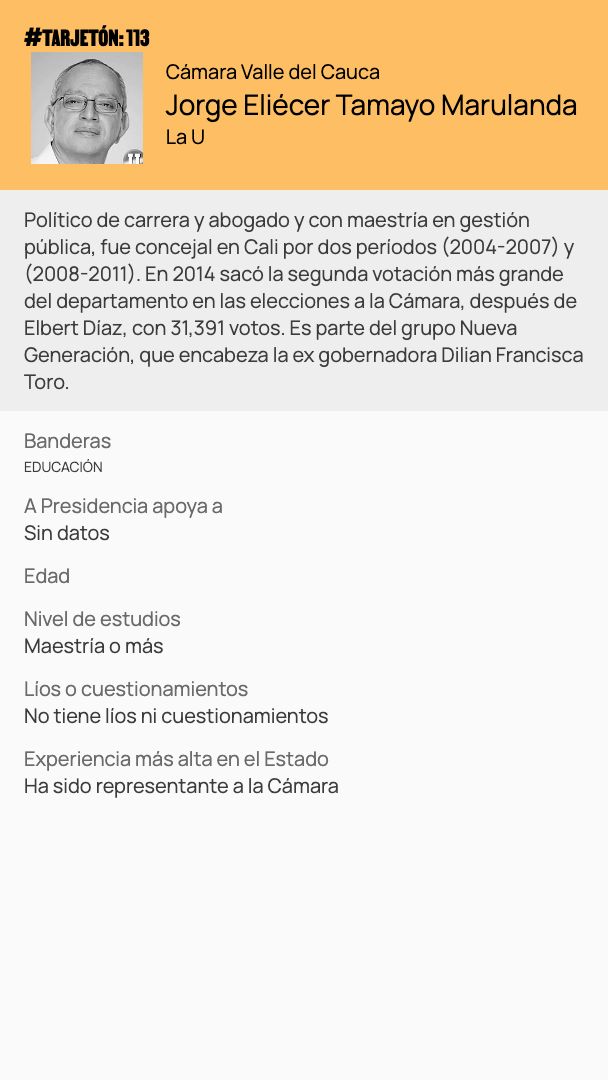 #TARJETÓN: 113
Cámara Valle del Cauca
Jorge Eliécer Tamayo Marulanda
La U
Político de carrera y abogado y con maestría en gestión
pública, fue concejal en Cali por dos períodos (2004-2007) y
(2008-2011). En 2014 sacó la segunda votación más grande
del departamento en las elecciones a la Cámara, después de
Elbert Díaz, con 31,391 votos. Es parte del grupo Nueva
Generación, que encabeza la ex gobernadora Dilian Francisca
Toro.
Banderas
EDUCACIÓN
A Presidencia apoya a
Sin datos
Edad
Nivel de estudios
Maestría o más
Líos o cuestionamientos
No tiene líos ni cuestionamientos
Experiencia más alta en el Estado
Ha sido representante a la Cámara